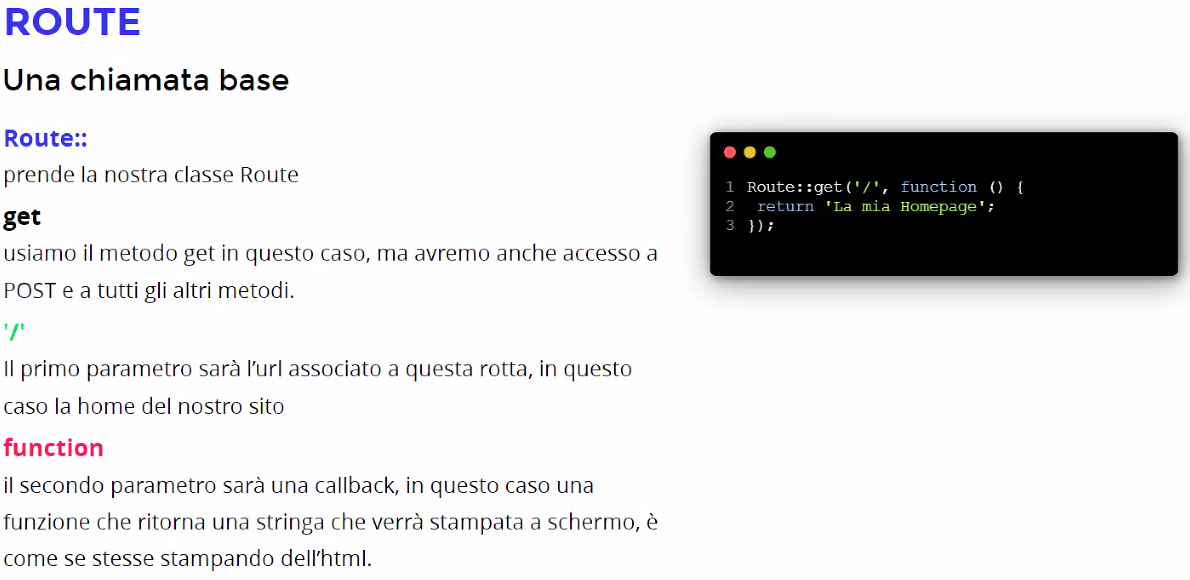 ROUTE
Una chiamata base
Route::
prende la nostra classe Route
get
usiamo il metodo get in questo caso, ma avremo anche accesso a
POST e a tutti gli altri metodi.
'/'
Il primo parametro sarà l’url associato a questa rotta, in questo
caso la home del nostro sito
function
il secondo parametro sarà una callback, in questo caso una
funzione che ritorna una stringa che verrà stampata a schermo, è
come se stesse stampando dell’html.
1 Route::get('/', function () {
2  return 'La mia Homepage';
3 });